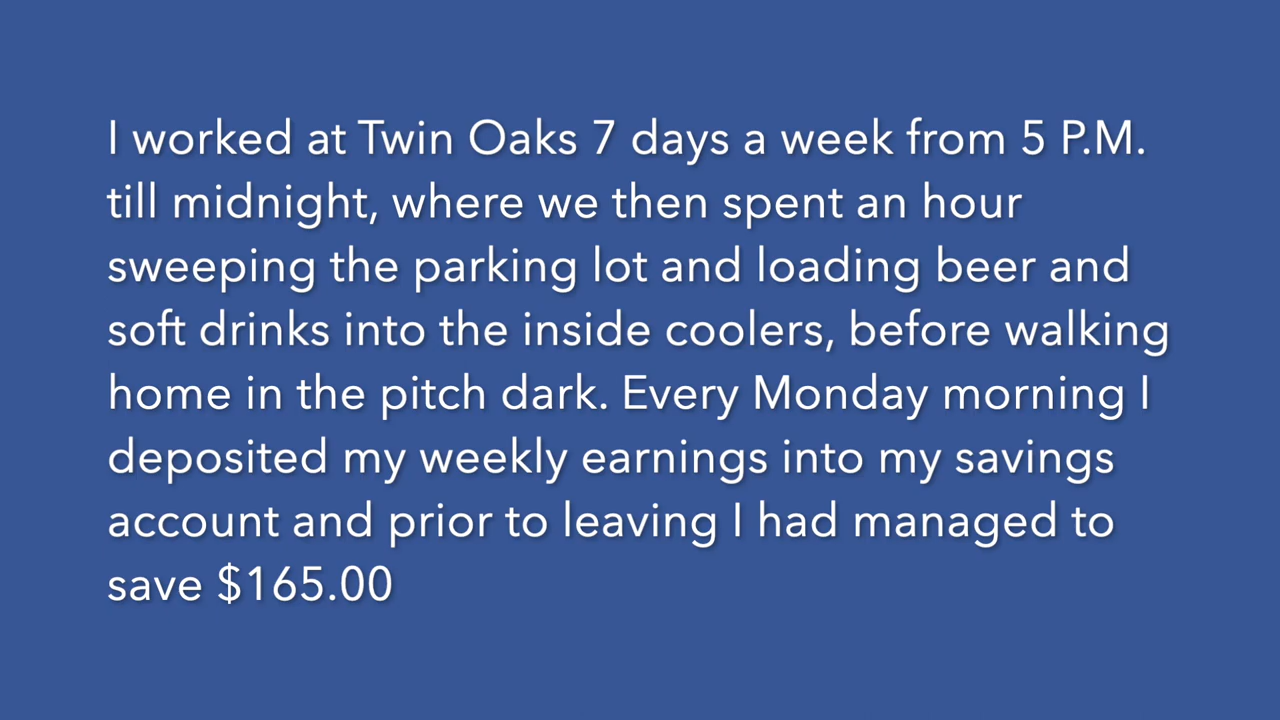 I worked at Twin Oaks 7 days a week from 5 P.M.
till midnight, where we then spent an hour
sweeping the parking lot and loading beer and
soft drinks into the inside coolers, before walking
home in the pitch dark. Every Monday morning I
deposited my weekly earnings into my savings
account and prior to leaving I had managed to
save $165.00